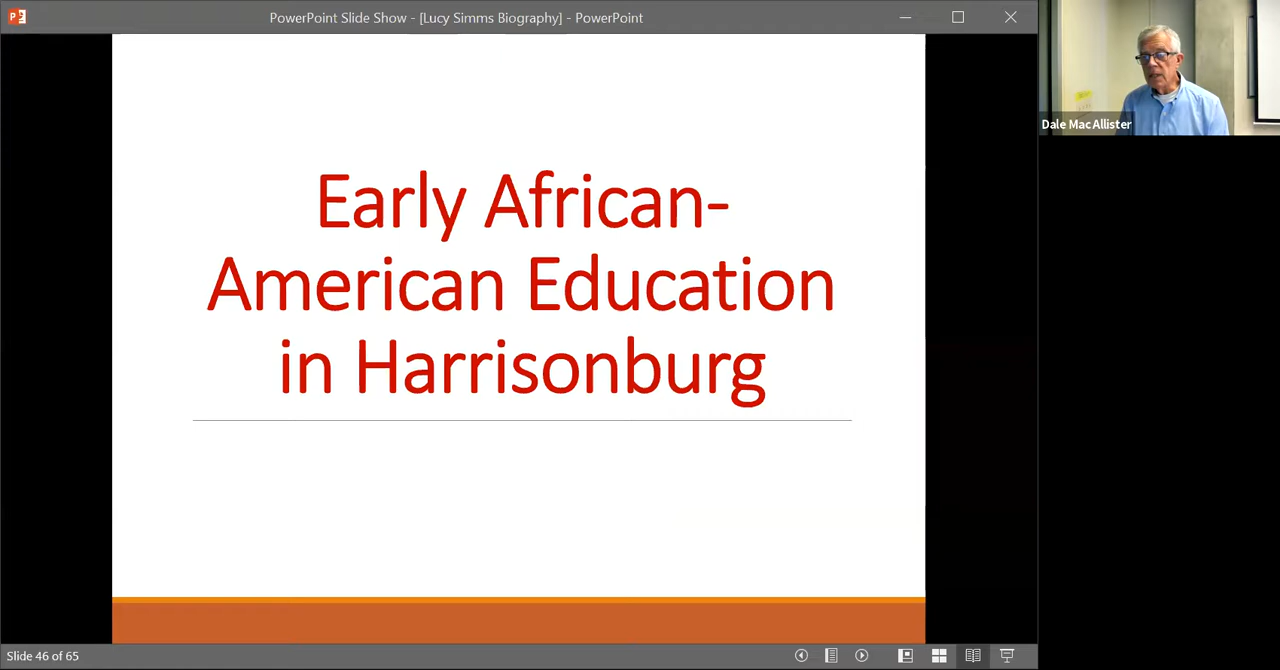 PowerPoint Slide Show - [Lucy Simms Biography] - PowerPoint
Early African-
American Education
in Harrisonburg
Dale MacAllister
Slide 46 of 65